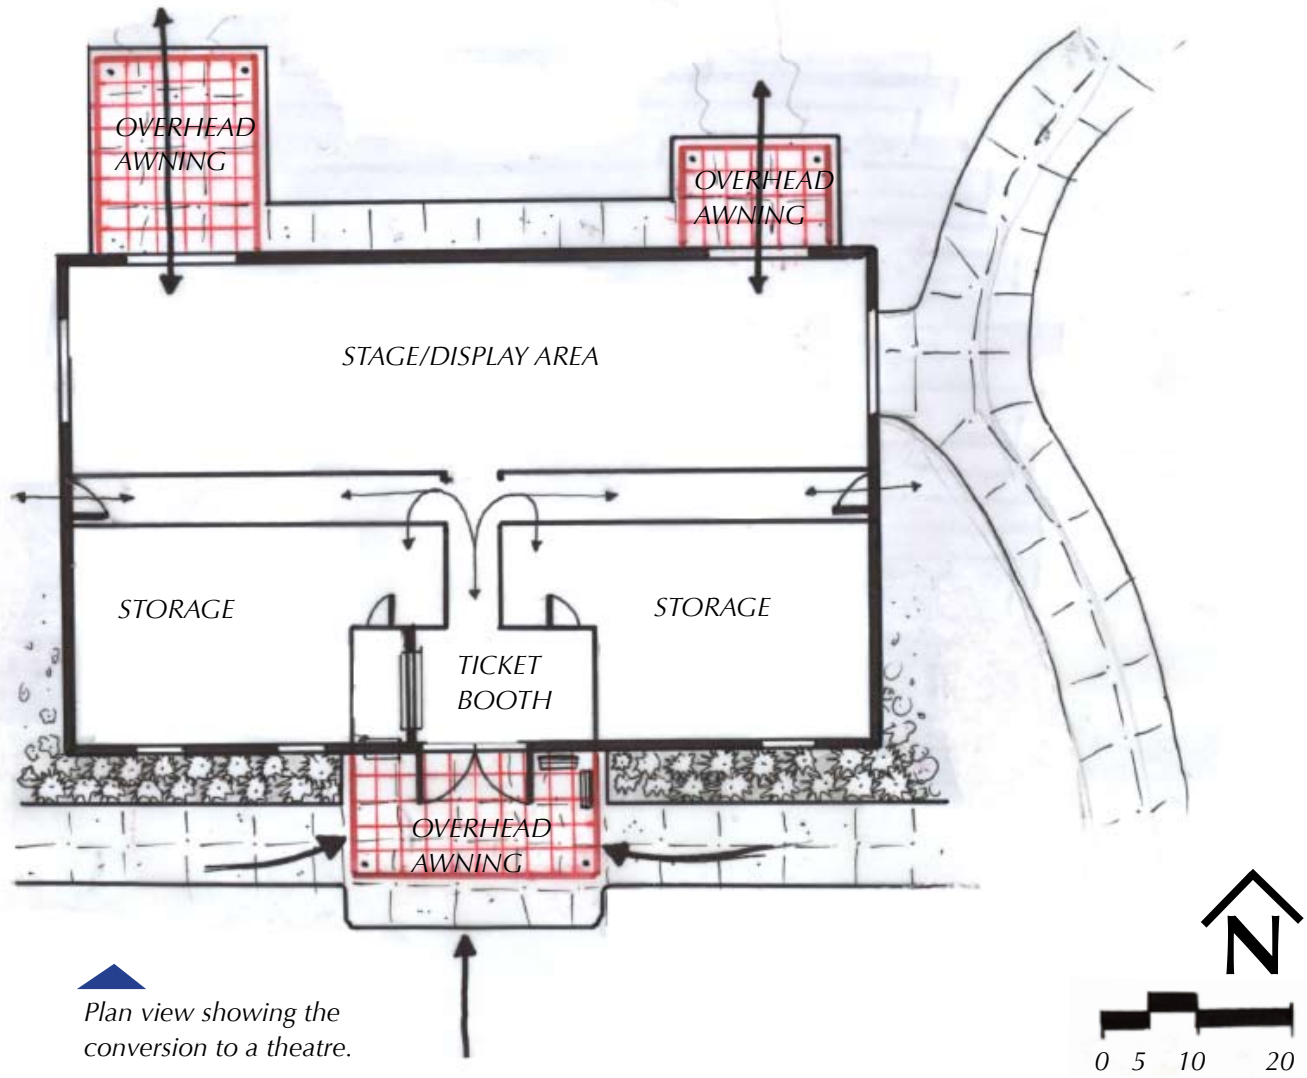 OVERHEAD
AWNING
OVERHEAD
AWNING
STAGE/DISPLAY AREA
STORAGE
STORAGE
TICKET
BOOTH
OVERHEAD
AWNING
N
Plan view showing the
conversion to a theatre.
0 5 10 20